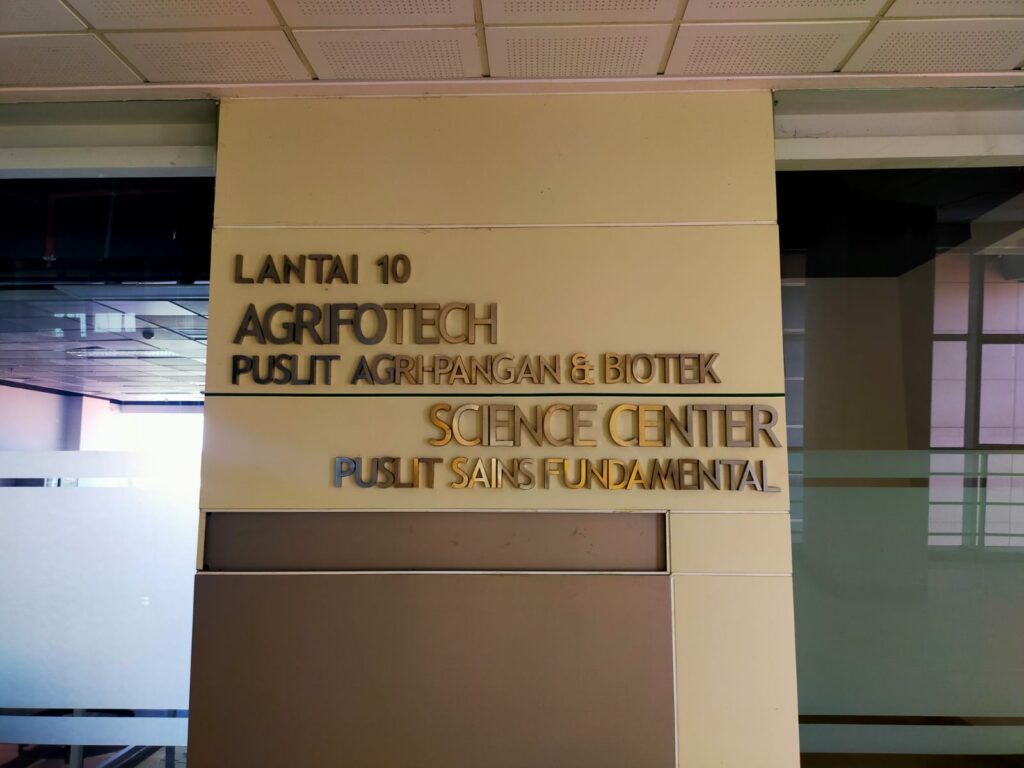 LANTAI 10
AGRIFOTECH
PUSLIT AGRI-PANGAN & BIOTEK
SCIENCE CENTER
PUSLIT SAINS FUNDAMENTAL